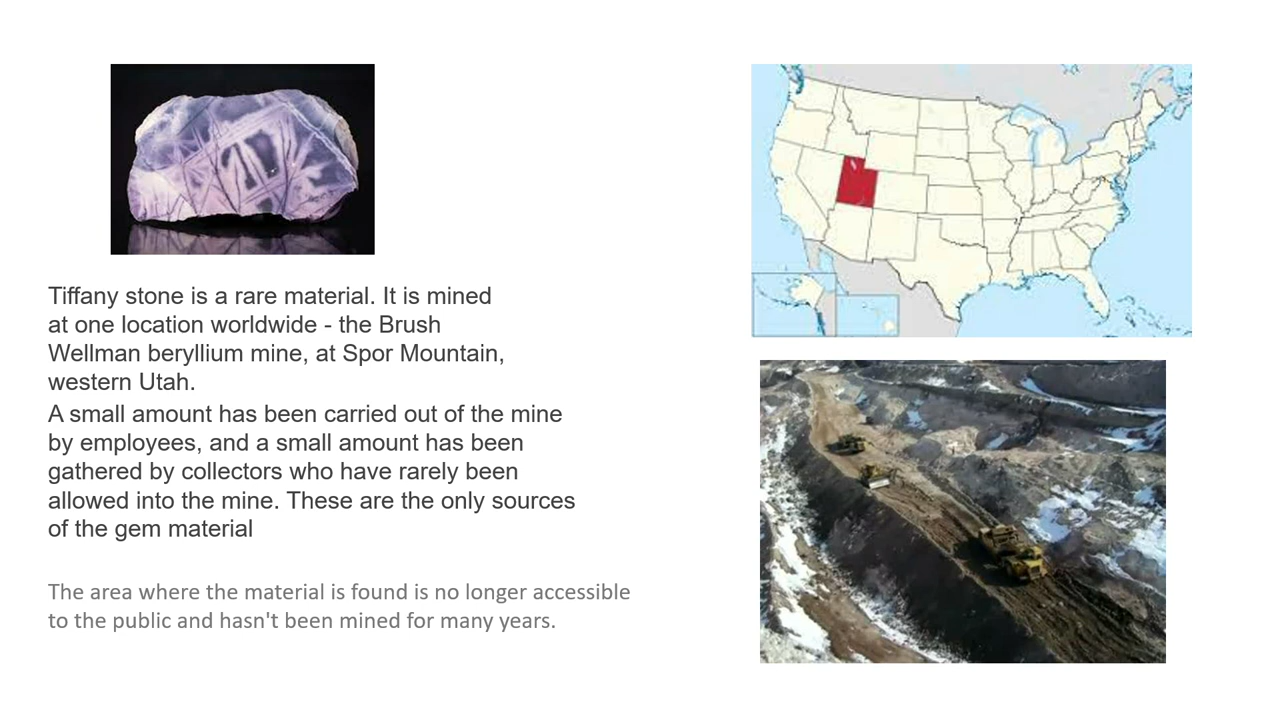 Tiffany stone is a rare material. It is mined
at one location worldwide - the Brush
Wellman beryllium mine, at Spor Mountain,
western Utah.
A small amount has been carried out of the mine
by employees, and a small amount has been
gathered by collectors who have rarely been
allowed into the mine. These are the only sources
of the gem material
The area where the material is found is no longer accessible
to the public and hasn't been mined for many years.